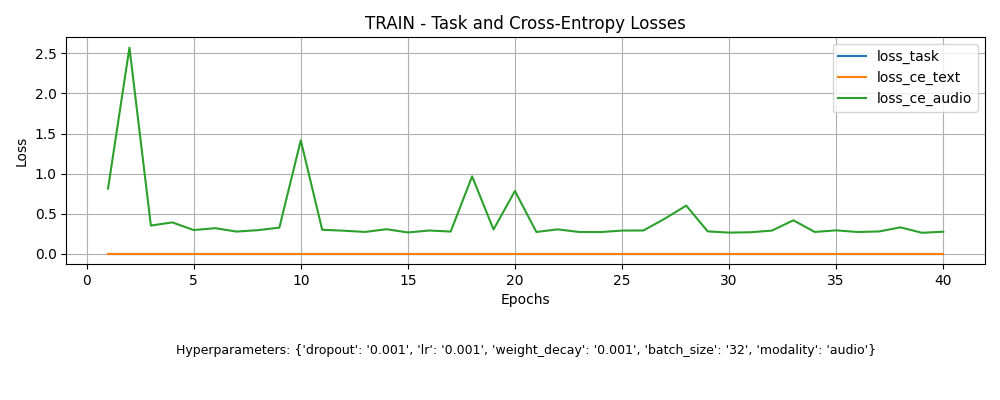 TRAIN - Task and Cross-Entropy Losses
Loss
2.5
2.0
1.5
1.0
0.5
0.0
loss_task
loss_ce_text
loss_ce_audio
0 5 10 15 20 25 30 35 40
Epochs
Hyperparameters: {'dropout': '0.001', 'lr': '0.001', 'weight_decay': '0.001', 'batch_size': '32', 'modality': 'audio'}